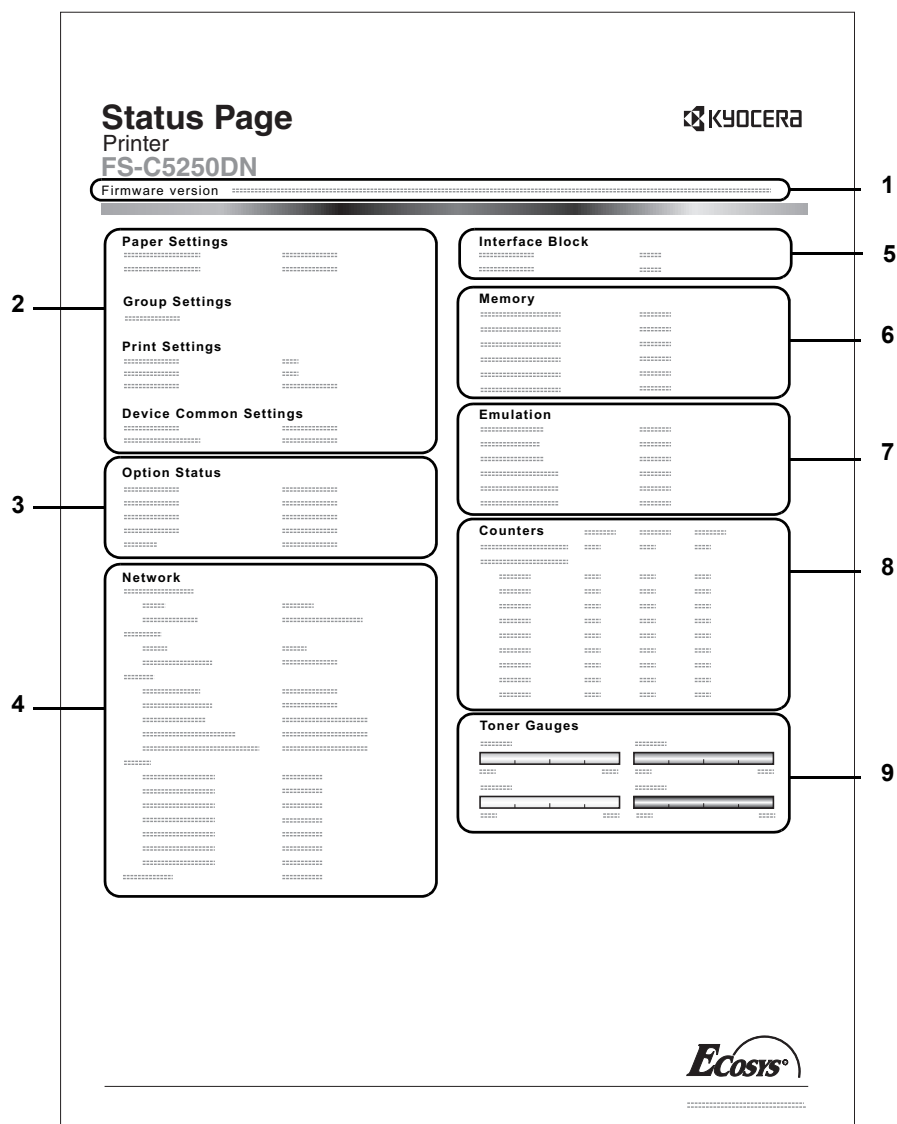 Status Page
KYOCERA
Printer
FS-C5250DN
Firmware version
1
Paper Settings
Group Settings
Print Settings
Device Common Settings
2
Option Status
3
Network
4
Interface Block
5
Memory
6
Emulation
7
Counters
8
Toner Gauges
9
ECOSYS